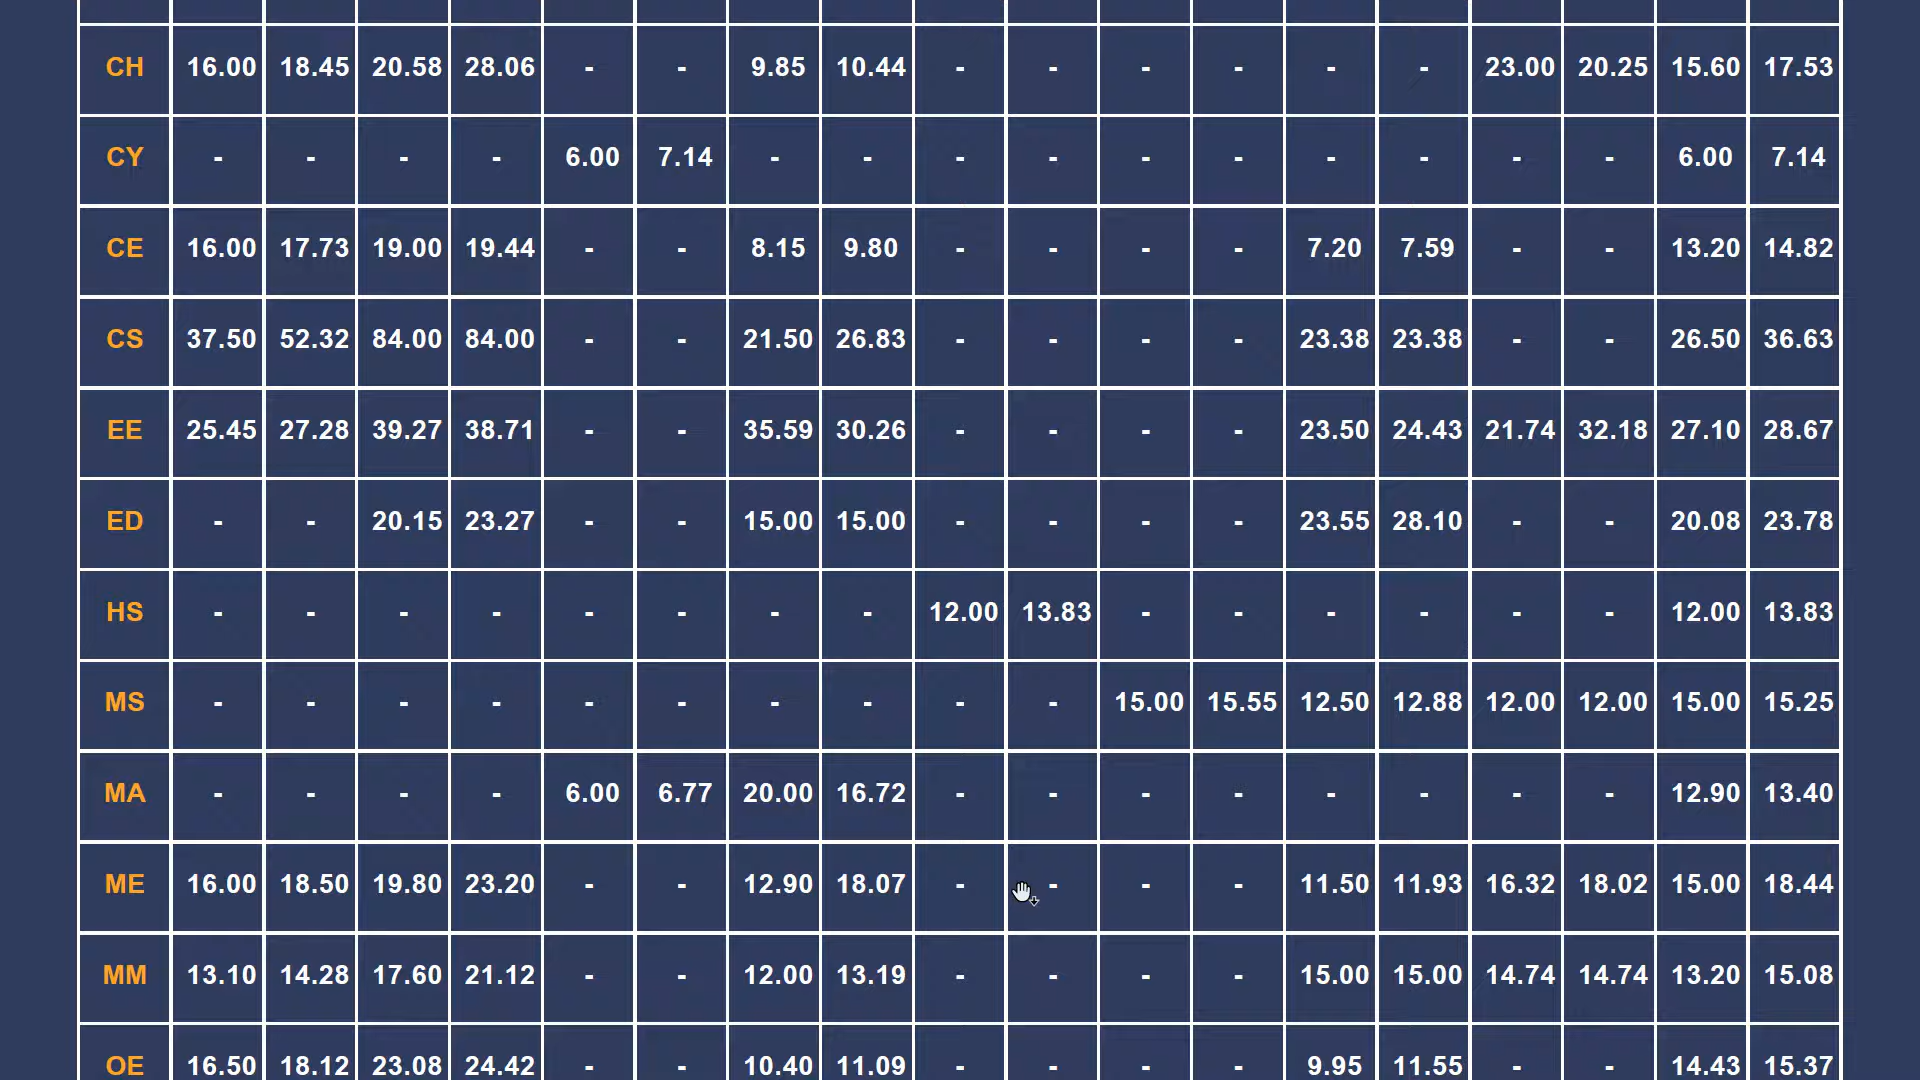 CH 16.00 18.45 20.58 28.06 - - 9.85 10.44 - - - - - - 23.00 20.25 15.60 17.53
CY - - - - 6.00 7.14 - - - - - - - - - - 6.00 7.14
CE 16.00 17.73 19.00 19.44 - - 8.15 9.80 - - - - 7.20 7.59 - - 13.20 14.82
CS 37.50 52.32 84.00 84.00 - - 21.50 26.83 - - - - 23.38 23.38 - - 26.50 36.63
EE 25.45 27.28 39.27 38.71 - - 35.59 30.26 - - - - 23.50 24.43 21.74 32.18 27.10 28.67
ED - - 20.15 23.27 - - 15.00 15.00 - - - - 23.55 28.10 - - 20.08 23.78
HS - - - - - - - - 12.00 13.83 - - - - - - 12.00 13.83
MS - - - - - - - - - - 15.00 15.55 12.50 12.88 12.00 12.00 15.00 15.25
MA - - - - 6.00 6.77 20.00 16.72 - - - - - - - - 12.90 13.40
ME 16.00 18.50 19.80 23.20 - - 12.90 18.07 - - - - 11.50 11.93 16.32 18.02 15.00 18.44
MM 13.10 14.28 17.60 21.12 - - 12.00 13.19 - - - - 15.00 15.00 14.74 14.74 13.20 15.08
OE 16.50 18.12 23.08 24.42 - - 10.40 11.09 - - - - 9.95 11.55 - - 14.43 15.37